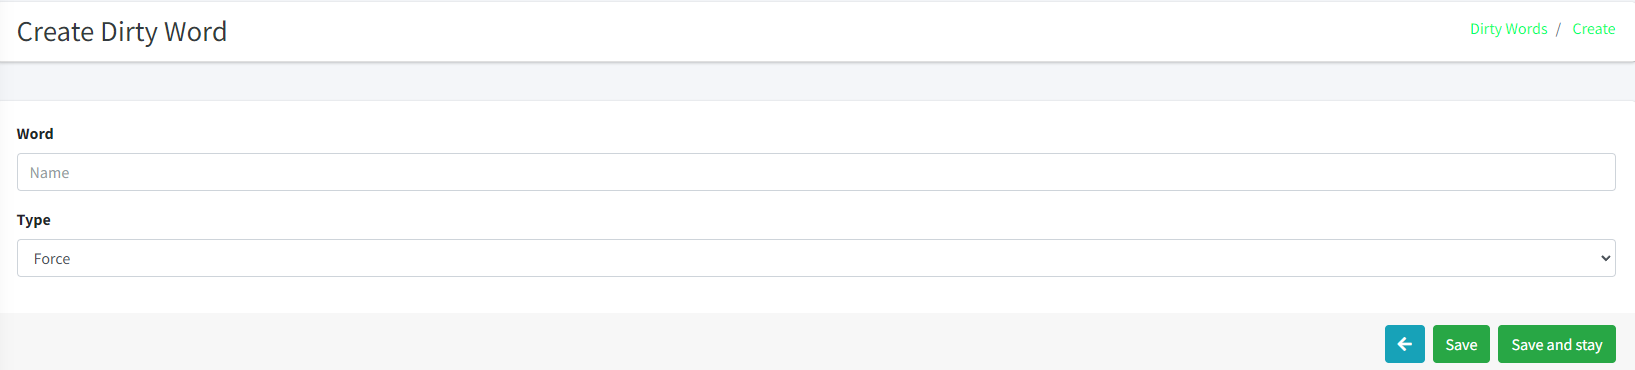 Create Dirty Word
Dirty Words / Create
Word
Name
Type
Force
Save
Save and stay